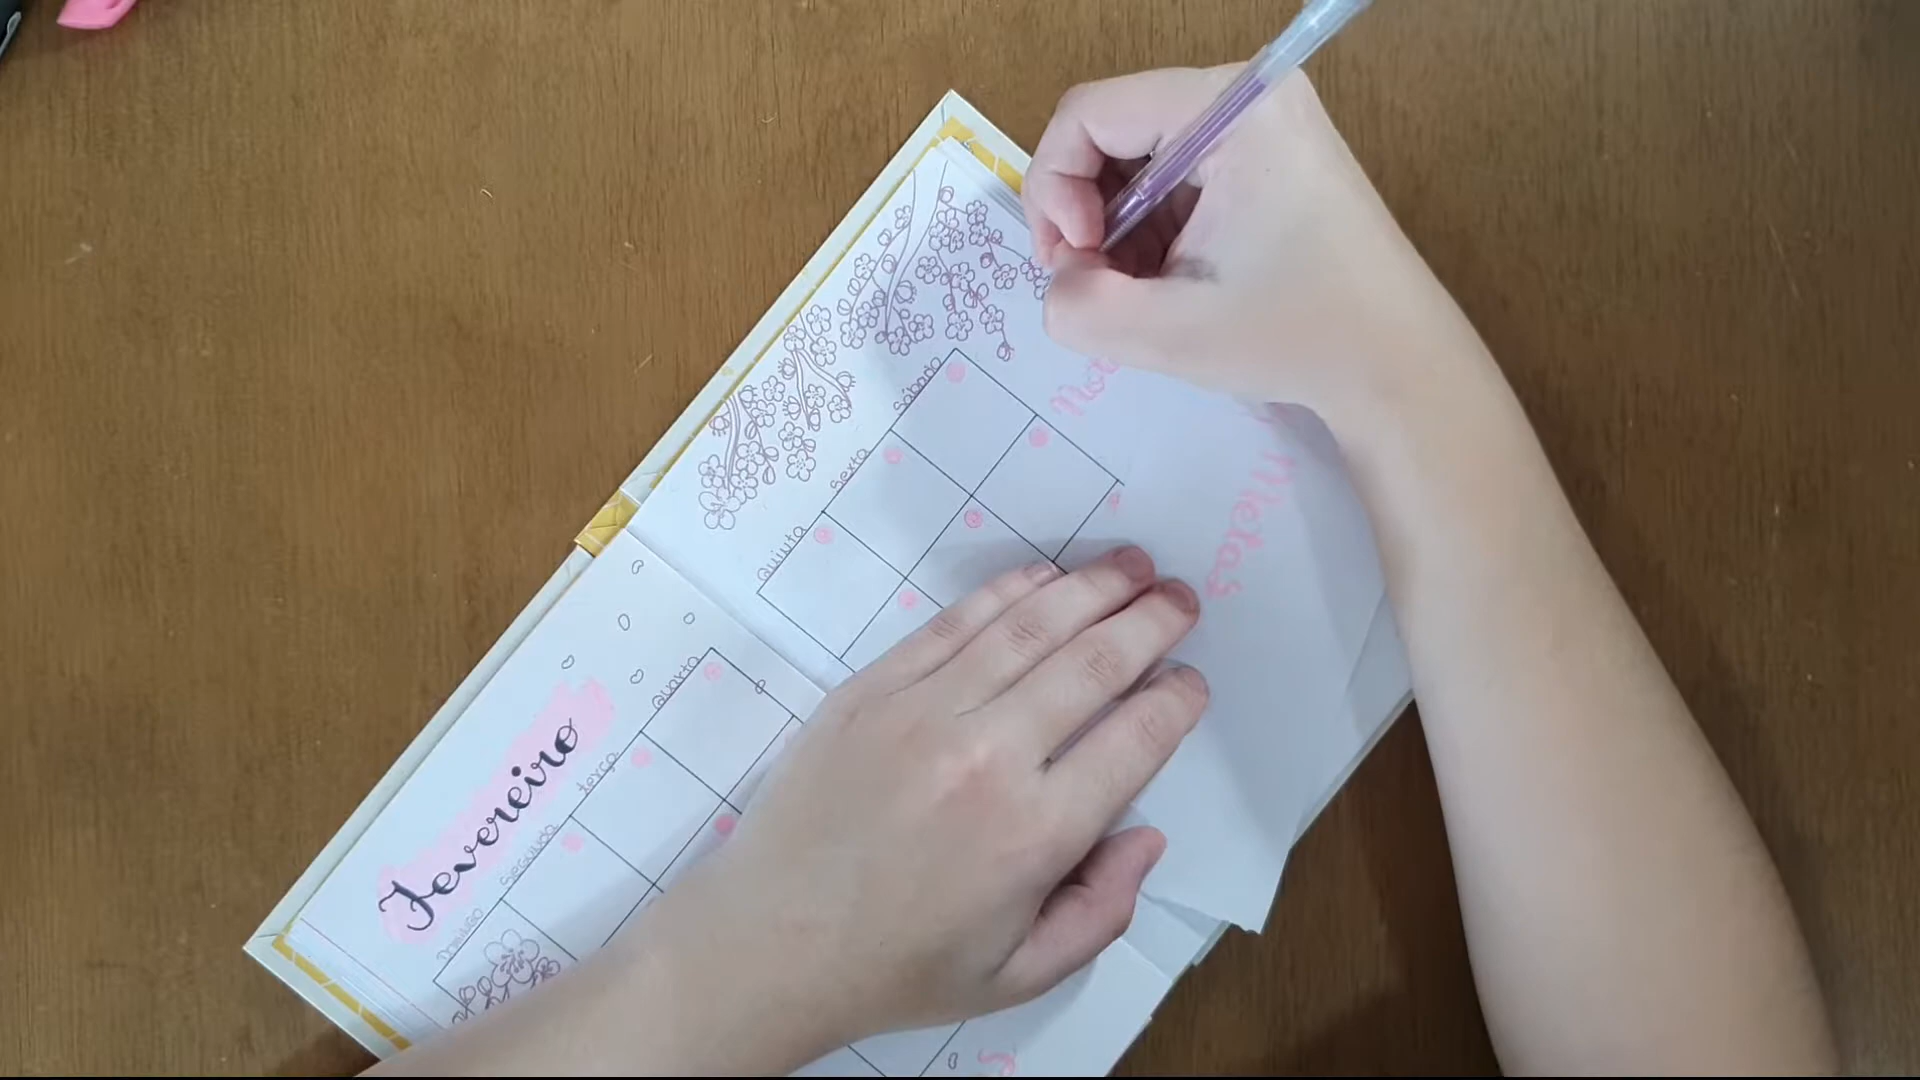 Fevereiro
Domingo
Segunda
terça
Quarta
Quinta
Sexta
Sábado
Metas